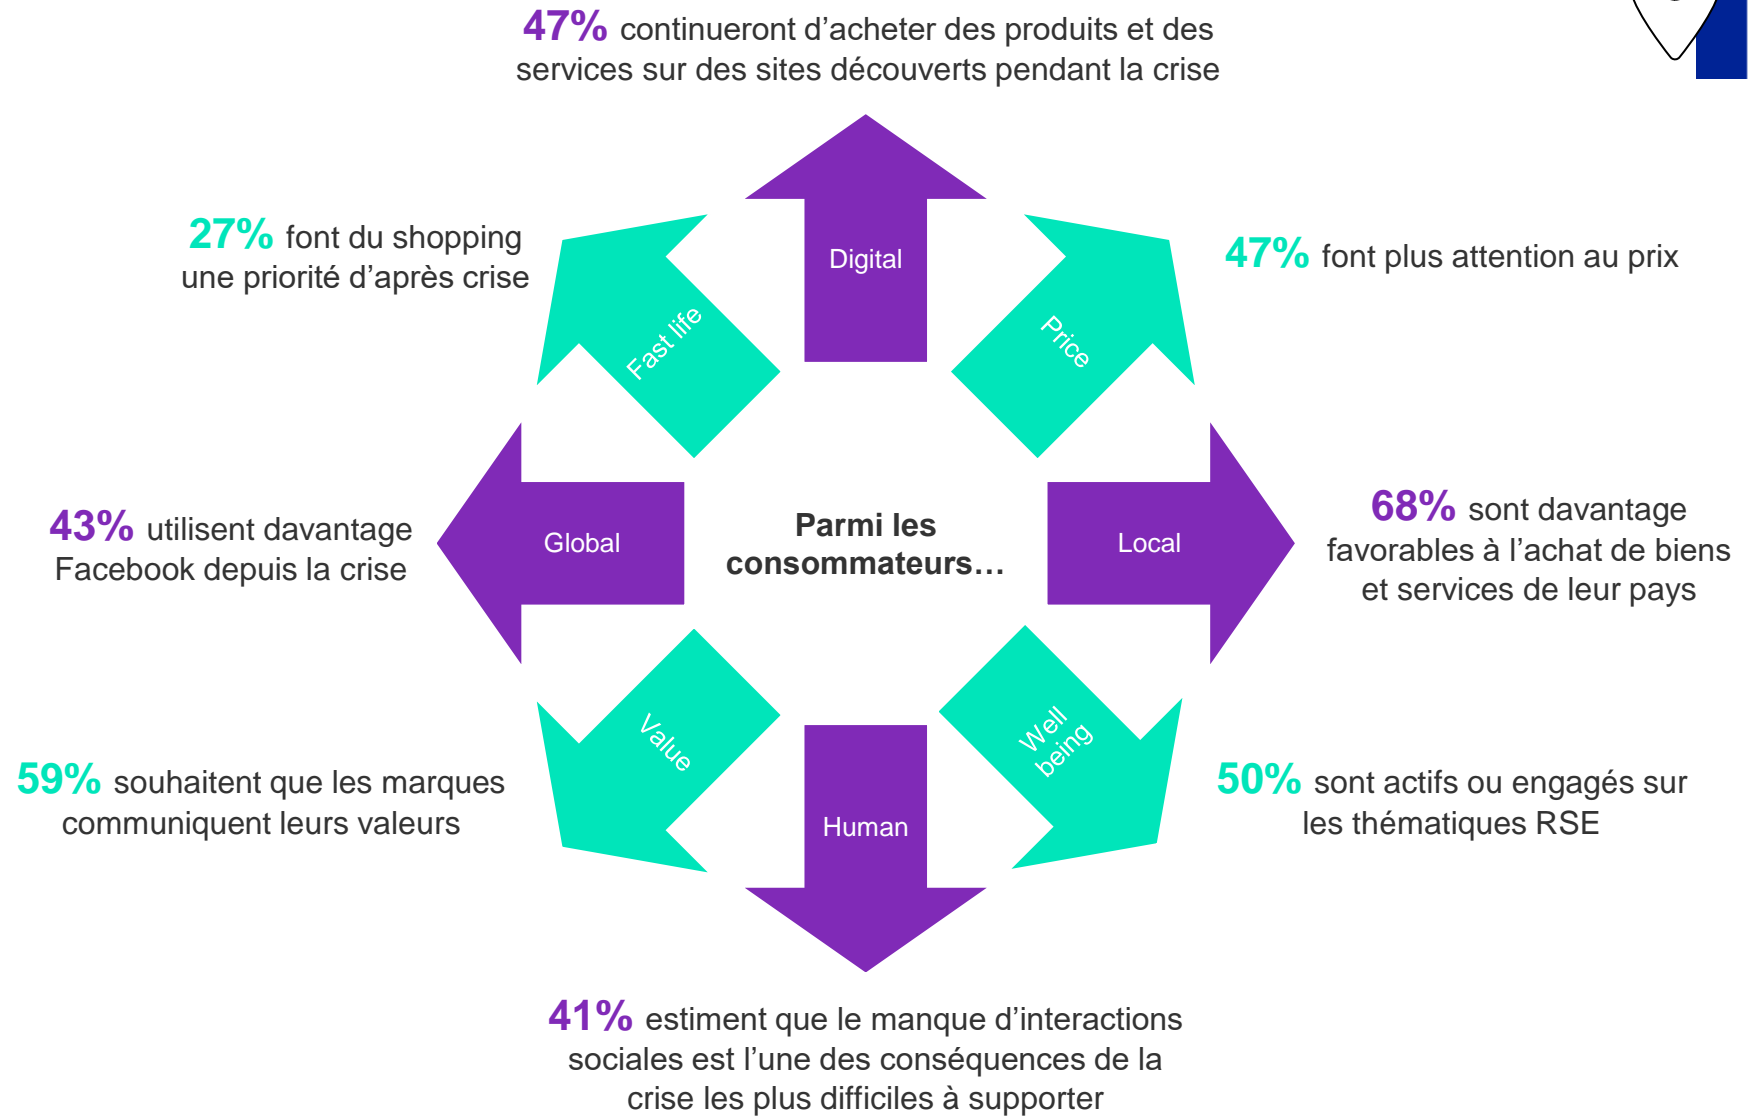 47% continueront d’acheter des produits et des
services sur des sites découverts pendant la crise
27% font du shopping
une priorité d’après crise
Fast life
Digital
Price
47% font plus attention au prix
43% utilisent davantage
Facebook depuis la crise
Global
Parmi les
consommateurs…
Local
68% sont davantage
favorables à l’achat de biens
et services de leur pays
59% souhaitent que les marques
communiquent leurs valeurs
Value
Human
Well
being
50% sont actifs ou engagés sur
les thématiques RSE
41% estiment que le manque d’interactions
sociales est l’une des conséquences de la
crise les plus difficiles à supporter